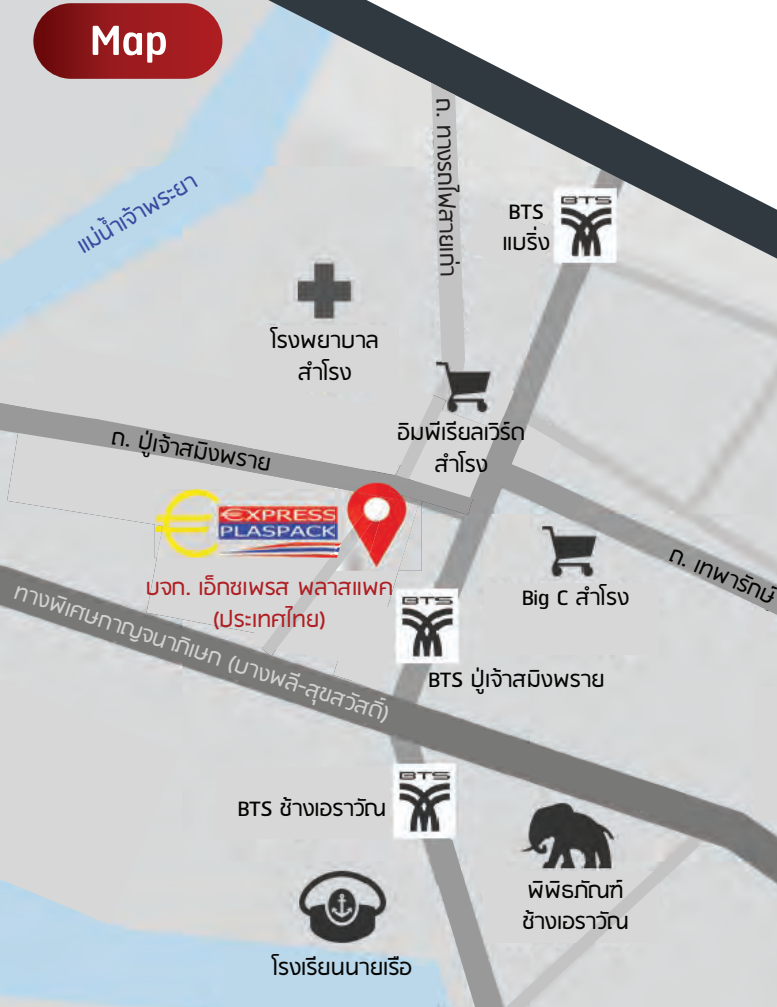 Map
ถ. ทางรถไฟสายเก่า
แม่น้ำเจ้าพระยา
BTS
BTS
แบริ่ง
โรงพยาบาล
สำโรง
อิมพีเรียลเวิร์ด
สำโรง
ถ. ปู่เจ้าสมิงพราย
EXPRESS
PLASPACK
บจก. เอ็กซเพรส พลาสแพค
(ประเทศไทย)
ถ. เทพารักษ์
Big C สำโรง
ทางพิเศษกาญจนาภิเษก (บางพลี-สุขสวัสดิ์)
BTS
BTS ปู่เจ้าสมิงพราย
BTS
BTS ช้างเอราวัณ
พิพิธภัณฑ์
ช้างเอราวัณ
โรงเรียนนายเรือ